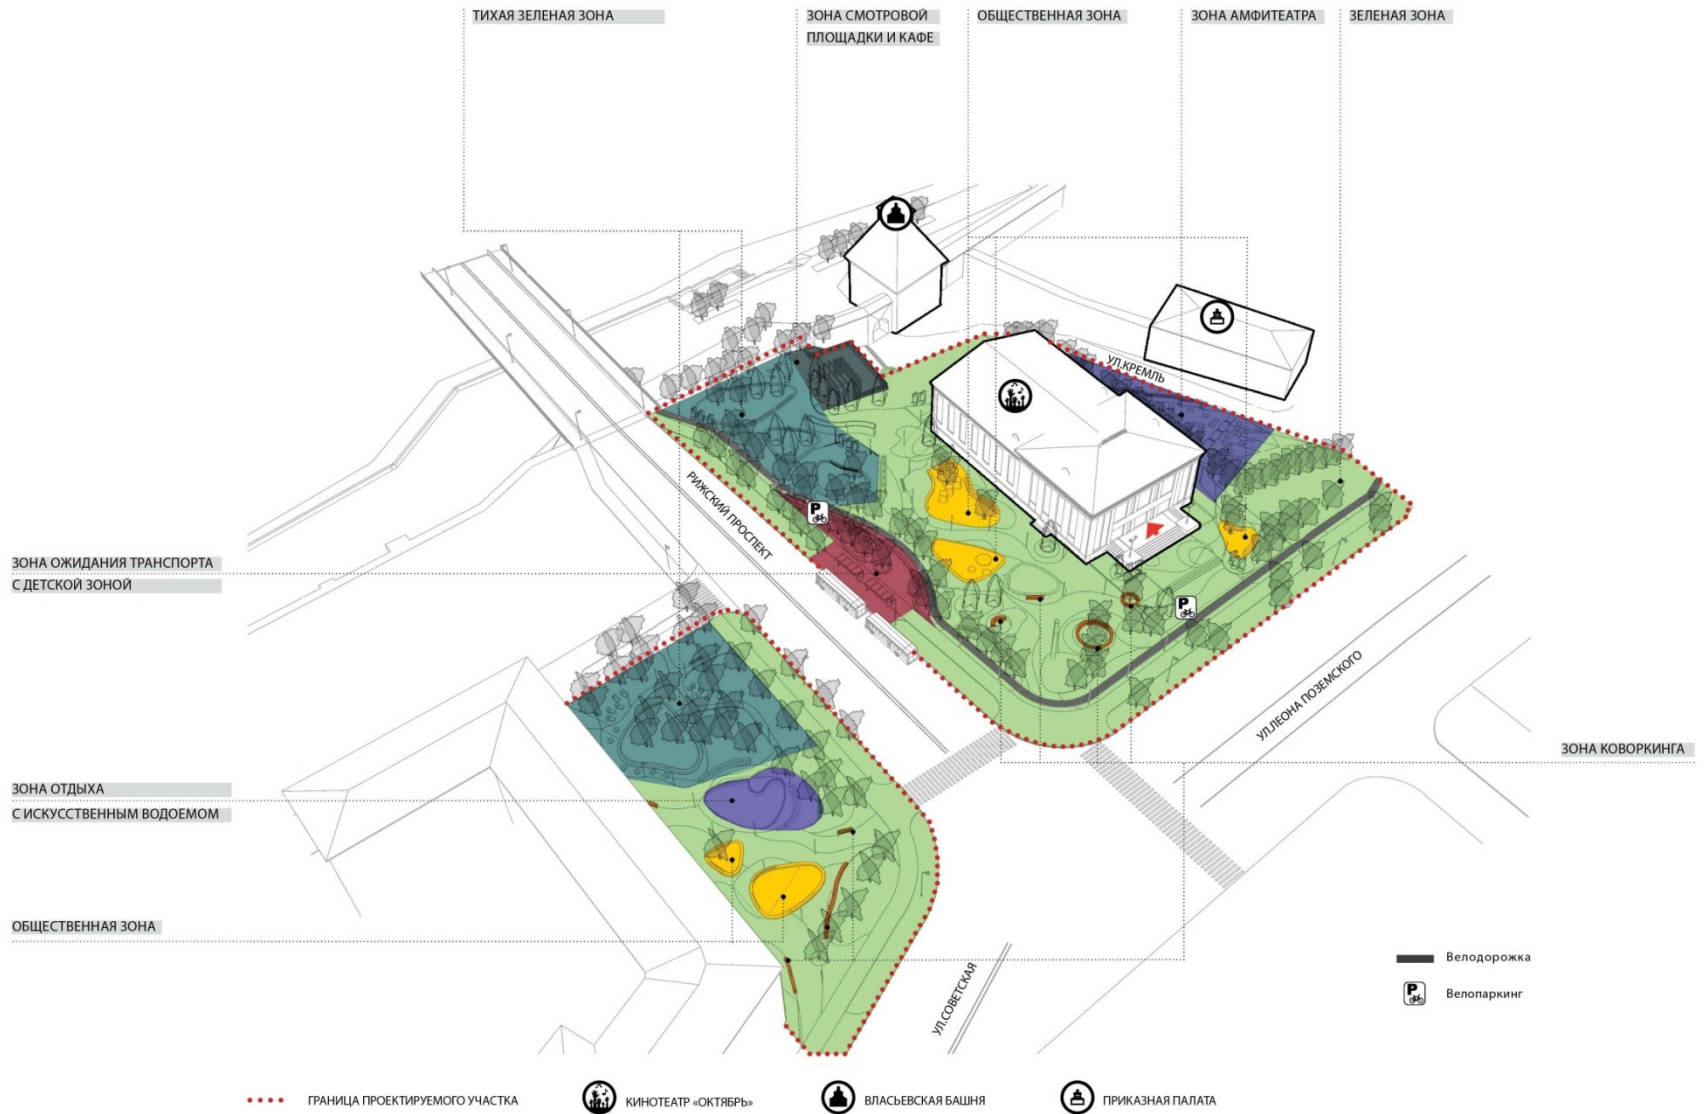 ТИХАЯ ЗЕЛЕНАЯ ЗОНА
ЗОНА СМОТРОВОЙ
ПЛОЩАДКИ И КАФЕ
ОБЩЕСТВЕННАЯ ЗОНА
ЗОНА АМФИТЕАТРА
ЗЕЛЕНАЯ ЗОНА
УЛ.КРЕМЛЬ
РИЖСКИЙ ПРОСПЕКТ
P
P
ЗОНА ОЖИДАНИЯ ТРАНСПОРТА
С ДЕТСКОЙ ЗОНОЙ
УЛ.ЛЕОНА ПОЗЕМСКОГО
ЗОНА КОВОРКИНГА
ЗОНА ОТДЫХА
С ИСКУССТВЕННЫМ ВОДОЕМОМ
ОБЩЕСТВЕННАЯ ЗОНА
УЛ.СОВЕТСКАЯ
Велодорожка
P
Велопаркинг
ГРАНИЦА ПРОЕКТИРУЕМОГО УЧАСТКА
КИНОТЕАТР «ОКТЯБРЬ»
ВЛАСЬЕВСКАЯ БАШНЯ
ПРИКАЗНАЯ ПАЛАТА